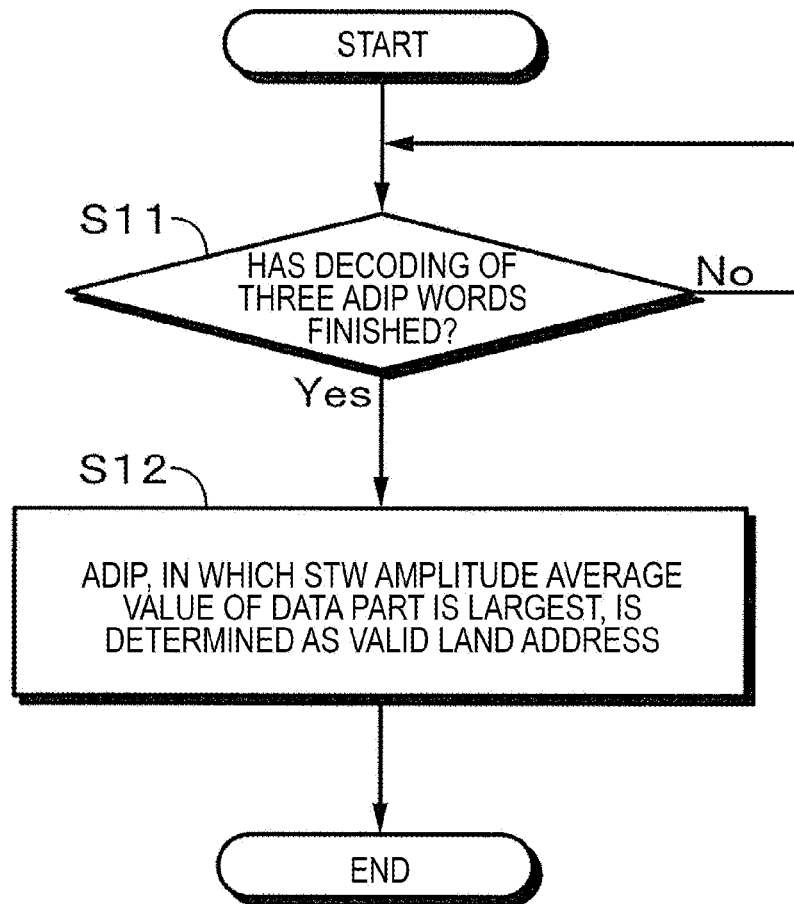 START
S11
HAS DECODING OF
THREE ADIP WORDS
FINISHED?
No
Yes
S12
ADIP, IN WHICH STW AMPLITUDE AVERAGE
VALUE OF DATA PART IS LARGEST, IS
DETERMINED AS VALID LAND ADDRESS
END